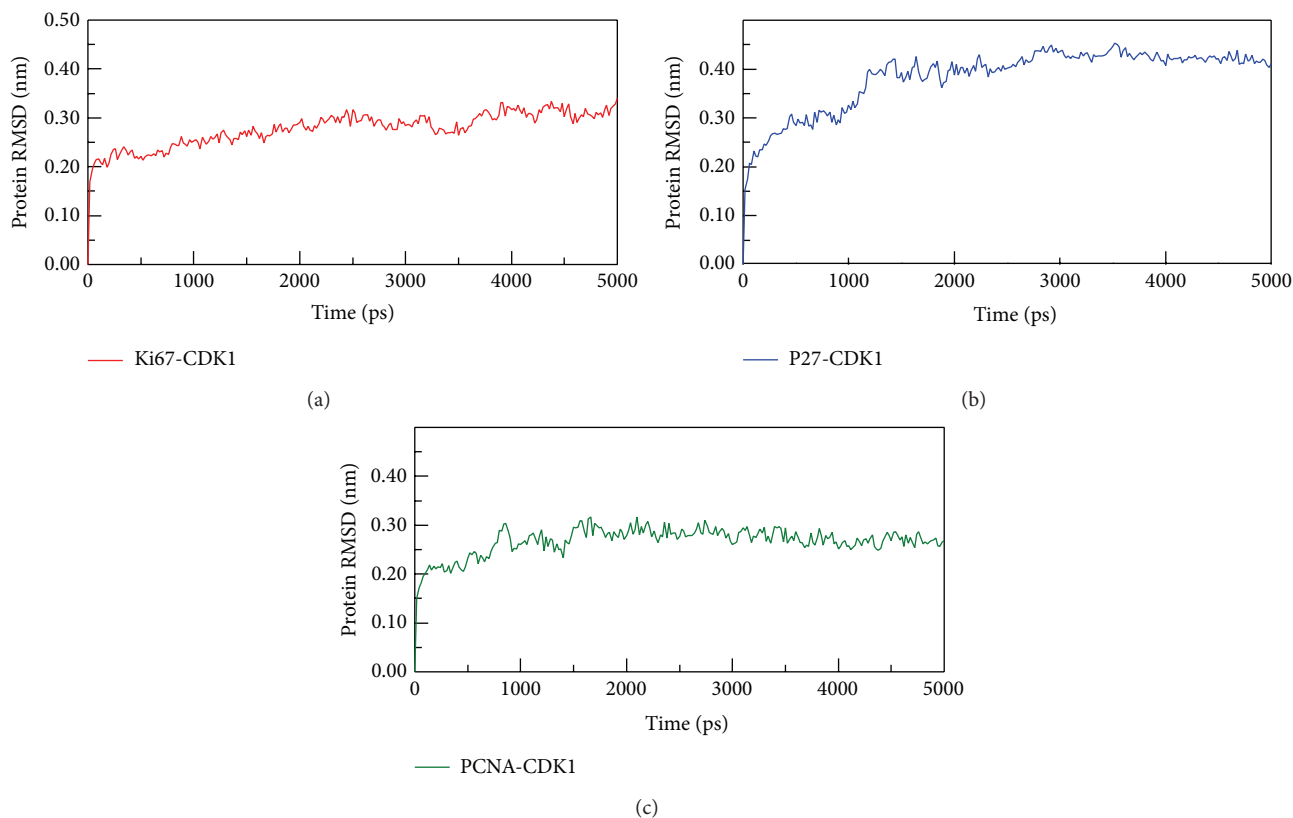 Protein RMSD (nm)
0.50
0.40
0.30
0.20
0.10
0.00
0 1000 2000 3000 4000 5000
Time (ps)
Ki67-CDK1
(a)
Protein RMSD (nm)
0.40
0.30
0.20
0.10
0.00
0 1000 2000 3000 4000 5000
Time (ps)
P27-CDK1
(b)
Protein RMSD (nm)
0.40
0.30
0.20
0.10
0.00
0 1000 2000 3000 4000 5000
Time (ps)
PCNA-CDK1
(c)